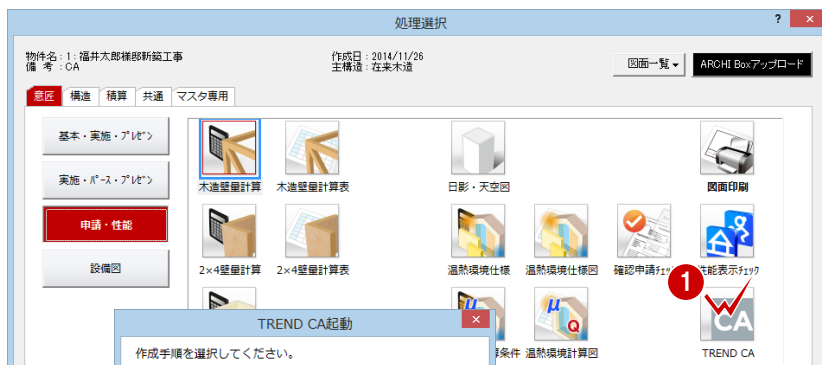 処理選択
? ×
物件名：1：福井太郎様邸新築工事
備 考 ：CA
作成日：2014/11/26
主構造：在来木造
図面一覧
ARCHI Boxアップロード
意匠 構造 積算 共通 マスタ専用
基本・実施・ﾌﾟﾚｾﾞﾝ
実施・ﾊﾟｰｽ・ﾌﾟﾚｾﾞﾝ
申請・性能
設備図
木造壁量計算 木造壁量計算表 日影・天空図 図面印刷
2×4壁量計算 2×4壁量計算表 温熱環境仕様 温熱環境仕様図 確認申請ﾁｪｯｸ 性能表示ﾁｪｯｸ
1
μ
μ
Q
CA
条件 温熱環境計算図 TREND CA
TREND CA起動
×
作成手順を選択してください。